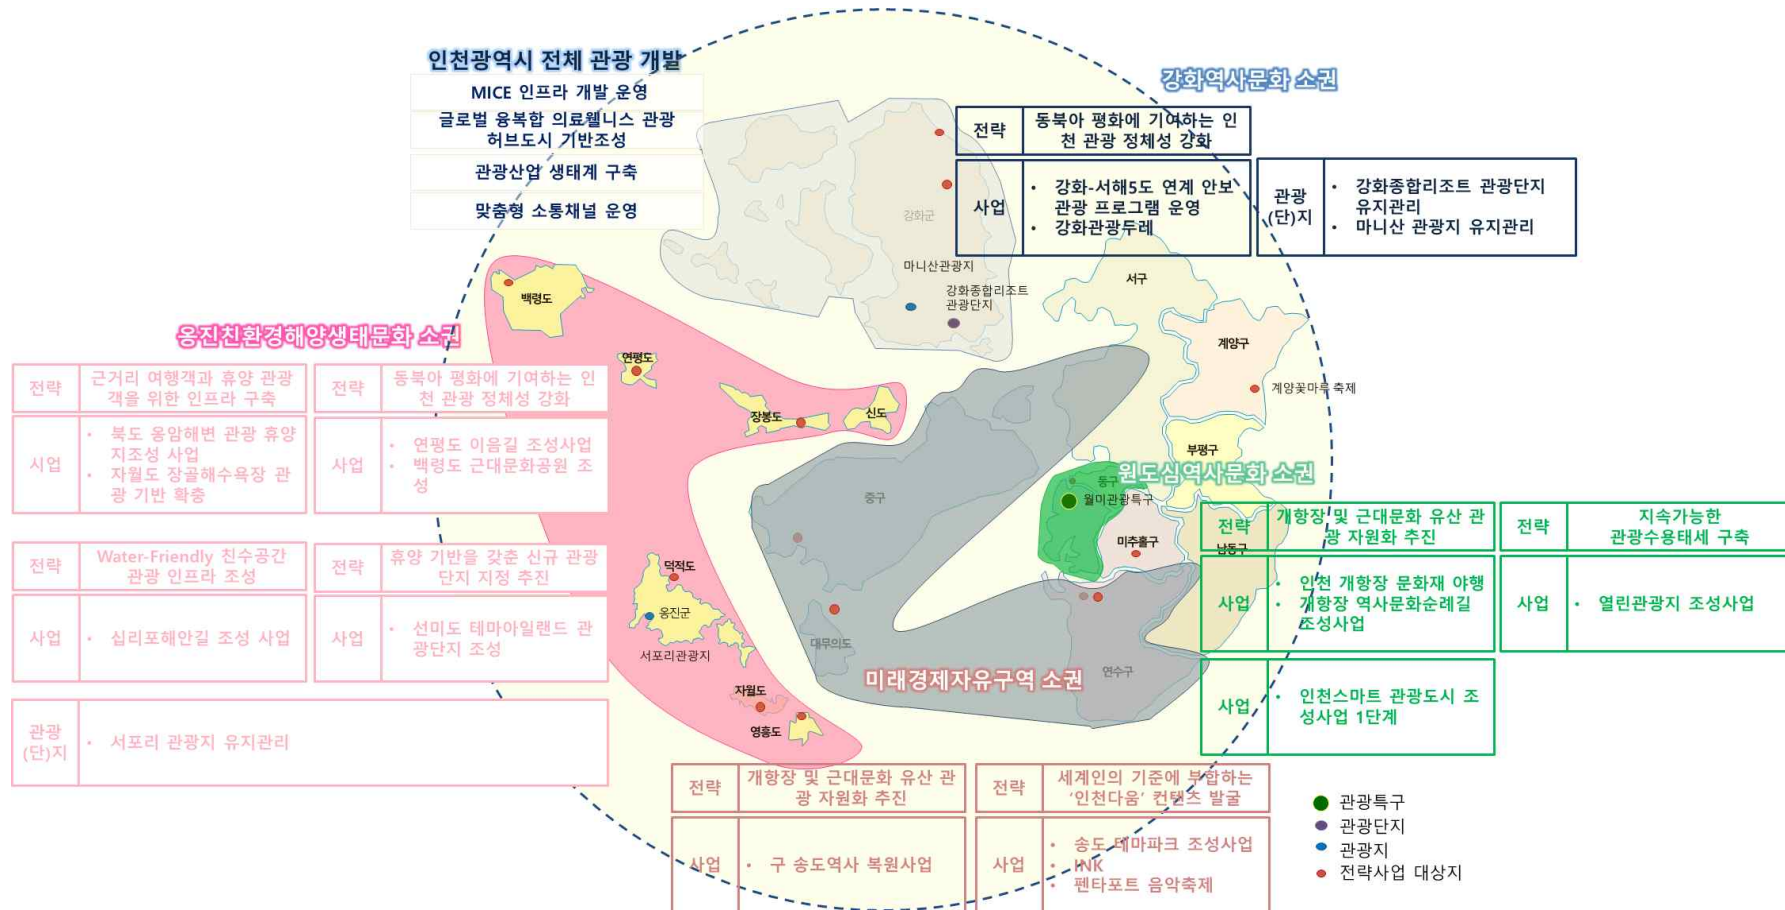 인천광역시 전체 관광 개발
MICE 인프라 개발 운영
글로벌 융복합 의료웰니스 관광
허브도시 기반조성
관광산업 생태계 구축
맞춤형 소통채널 운영
강화역사문화 소권
전략
동북아 평화에 기여하는 인
천 관광 정체성 강화
사업
• 강화-서해5도 연계 안보
관광 프로그램 운영
• 강화관광두레
관광
(단)지
• 강화종합리조트 관광단지
유지관리
• 마니산 관광지 유지관리
강화군
마니산관광지
강화종합리조트
관광단지
서구
계양구
계양꽃마루 축제
부평구
백령도
연평도
장봉도
신도
옹진친환경해양생태문화 소권
전략
근거리 여행객과 휴양 관광
객을 위한 인프라 구축
시업
• 북도 옹암해변 관광 휴양
지조성 사업
• 자월도 장골해수욕장 관
광 기반 확충
전략
동북아 평화에 기여하는 인
천 관광 정체성 강화
사업
• 연평도 이음길 조성사업
• 백령도 근대문화공원 조
성
전략
Water-Friendly 친수공간
관광 인프라 조성
사업
• 십리포해안길 조성 사업
전략
휴양 기반을 갖춘 신규 관광
단지 지정 추진
사업
• 선미도 테마아일랜드 관
광단지 조성
관광
(단)지
• 서포리 관광지 유지관리
덕적도
옹진군
서포리관광지
자월도
영흥도
중구
대무의도
미래경제자유구역 소권
동구
월미관광특구
미추홀구
남동구
연수구
원도심역사문화 소권
전략
개항장 및 근대문화 유산 관
광 자원화 추진
사업
• 인천 개항장 문화재 야행
• 개항장 역사문화순례길
조성사업
전략
지속가능한
관광수용태세 구축
사업
• 열린관광지 조성사업
사업
• 인천스마트 관광도시 조
성사업 1단계
전략
개항장 및 근대문화 유산 관
광 자원화 추진
사업
• 구 송도역사 복원사업
전략
세계인의 기준에 부합하는
‘인천다움’ 컨텐츠 발굴
사업
• 송도 테마파크 조성사업
• INK
• 펜타포트 음악축제
관광특구
관광단지
관광지
전략사업 대상지